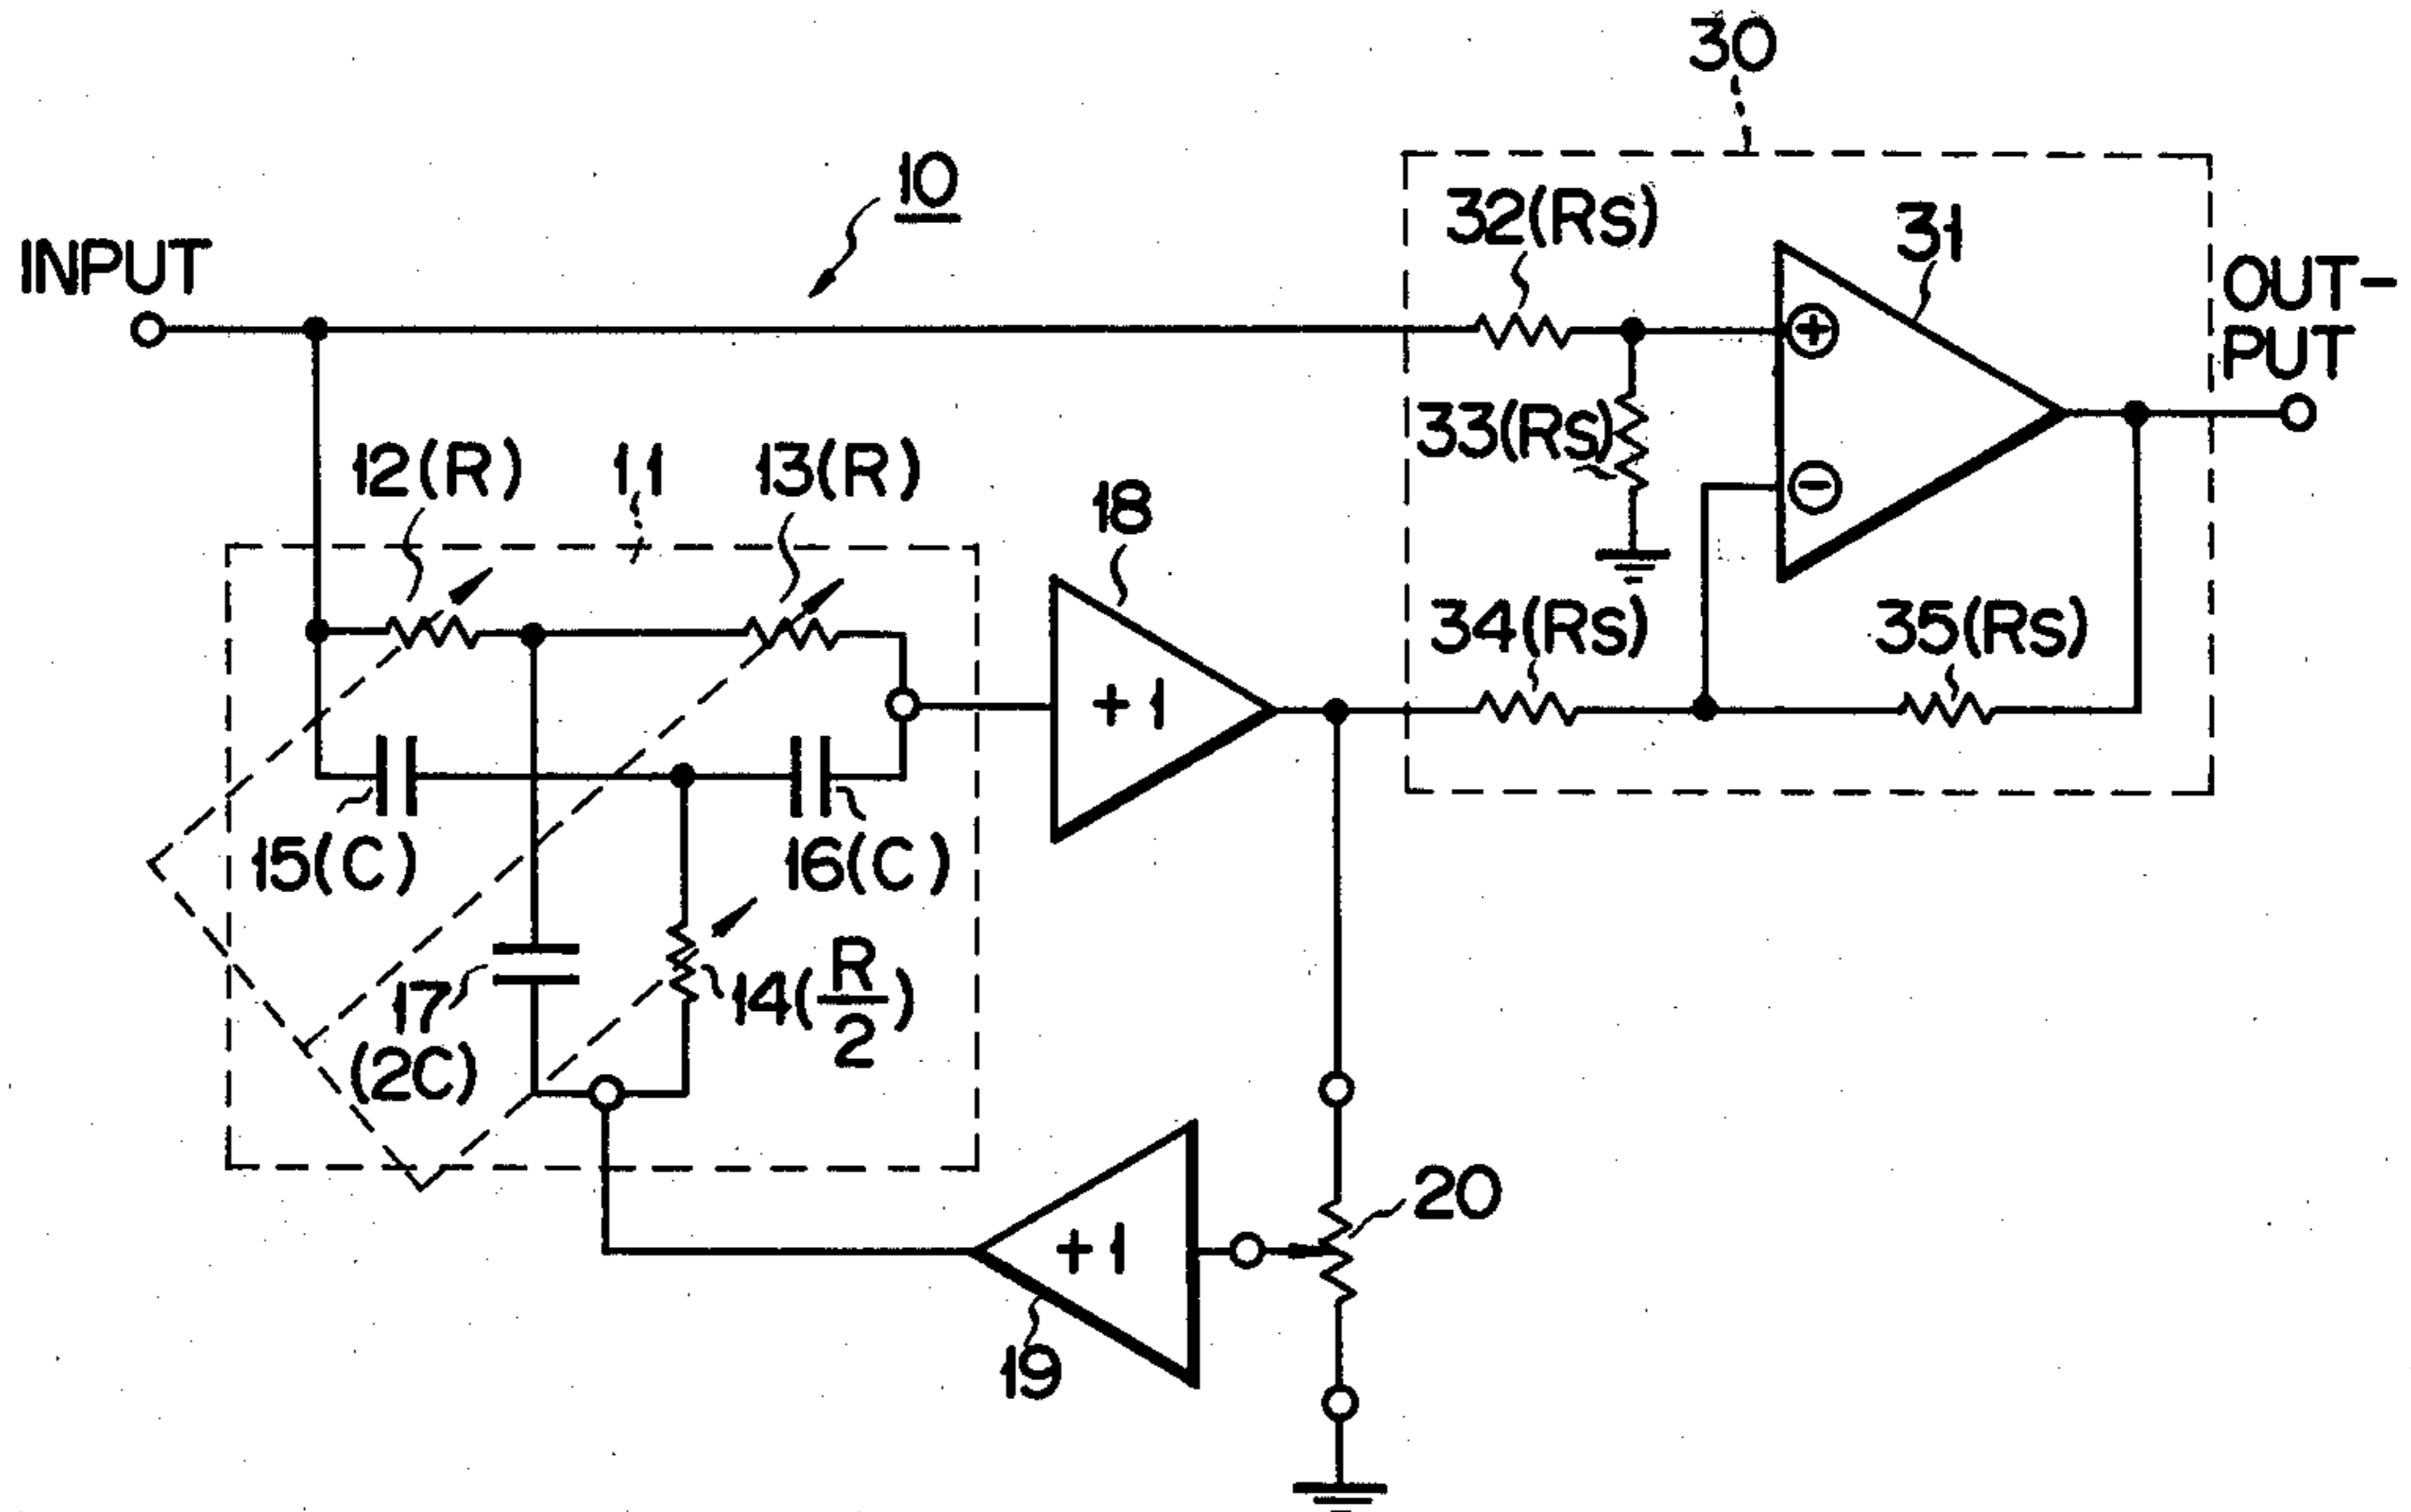 30
10
32(RS)
31
INPUT
OUT-
PUT
⊕
33(RS)
12(R)
11
13(R)
18
⊖
34(RS)
35(RS)
+1
15(C)
16(C)
17
(2C)
14(R/2)
20
+1
19